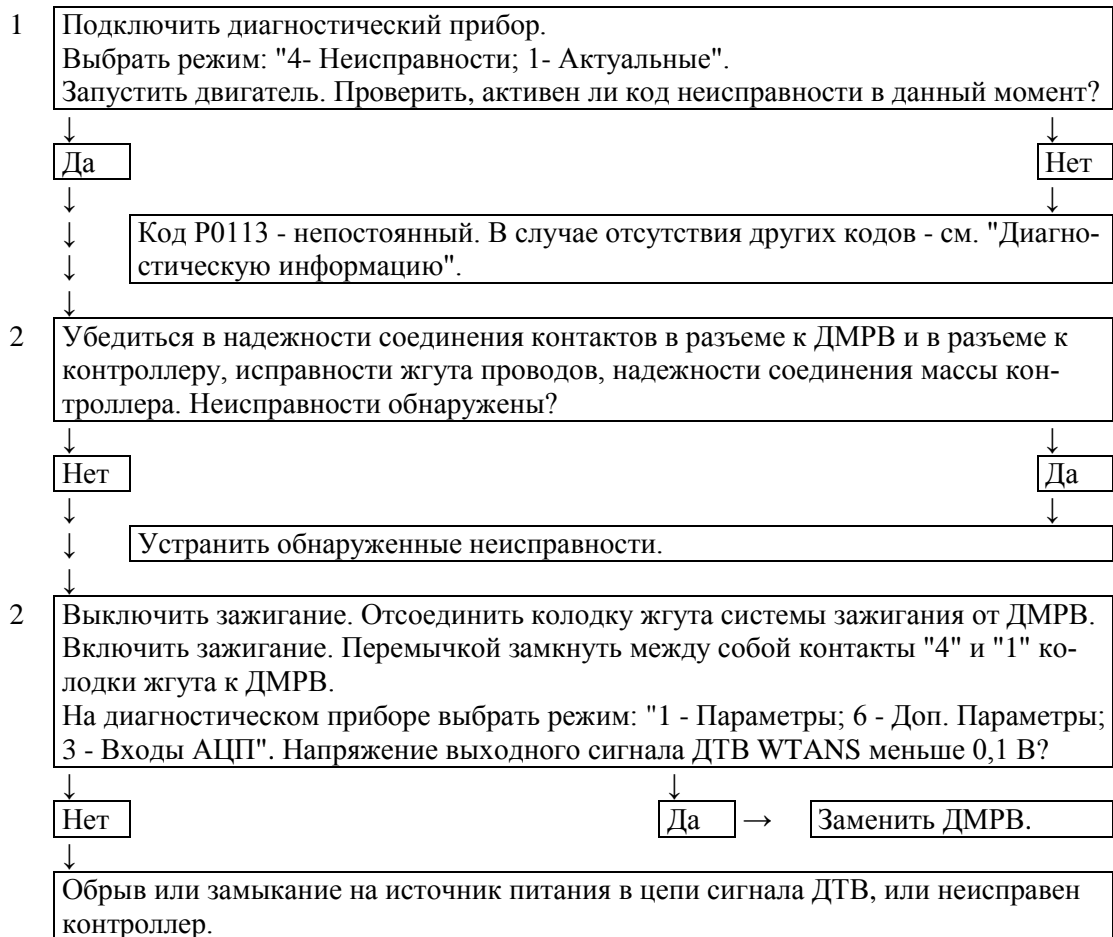 1 Подключить диагностический прибор.
Выбрать режим: "4- Неисправности; 1- Актуальные".
Запустить двигатель. Проверить, активен ли код неисправности в данный момент?
↓ ↓
Да Нет
↓ ↓
↓ Код Р0113 - непостоянный. В случае отсутствия других кодов - см. "Диагно-
↓ стическую информацию".
↓
2 Убедиться в надежности соединения контактов в разъеме к ДМРВ и в разъеме к
контроллеру, исправности жгута проводов, надежности соединения массы кон-
троллера. Неисправности обнаружены?
↓ ↓
Нет Да
↓ ↓
↓ Устранить обнаруженные неисправности.
↓
2 Выключить зажигание. Отсоединить колодку жгута системы зажигания от ДМРВ.
Включить зажигание. Перемычкой замкнуть между собой контакты "4" и "1" ко-
лодки жгута к ДМРВ.
На диагностическом приборе выбрать режим: "1 - Параметры; 6 - Доп. Параметры;
3 - Входы АЦП". Напряжение выходного сигнала ДТВ WTANS меньше 0,1 В?
↓ ↓
Нет Да → Заменить ДМРВ.
↓
Обрыв или замыкание на источник питания в цепи сигнала ДТВ, или неисправен
контроллер.